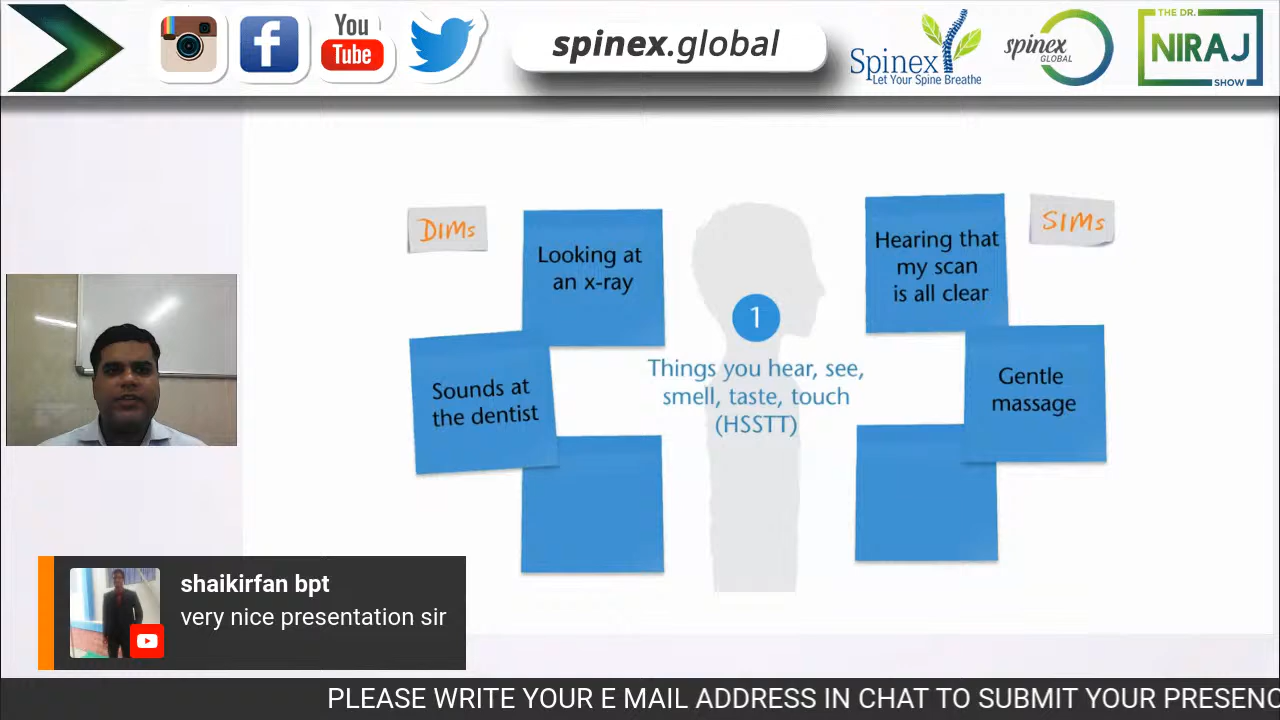 You
Tube
spinex.global
Spinex
Let Your Spine Breathe
spinex
GLOBAL
THE DR.
NIRAJ
SHOW
DIMs
Looking at
an x-ray
Sounds at
the dentist
1
Things you hear, see,
smell, taste, touch
(HSSTT)
Hearing that
my scan
is all clear
SIMs
Gentle
massage
shaikirfan bpt
very nice presentation sir
PLEASE WRITE YOUR E MAIL ADDRESS IN CHAT TO SUBMIT YOUR PRESENC